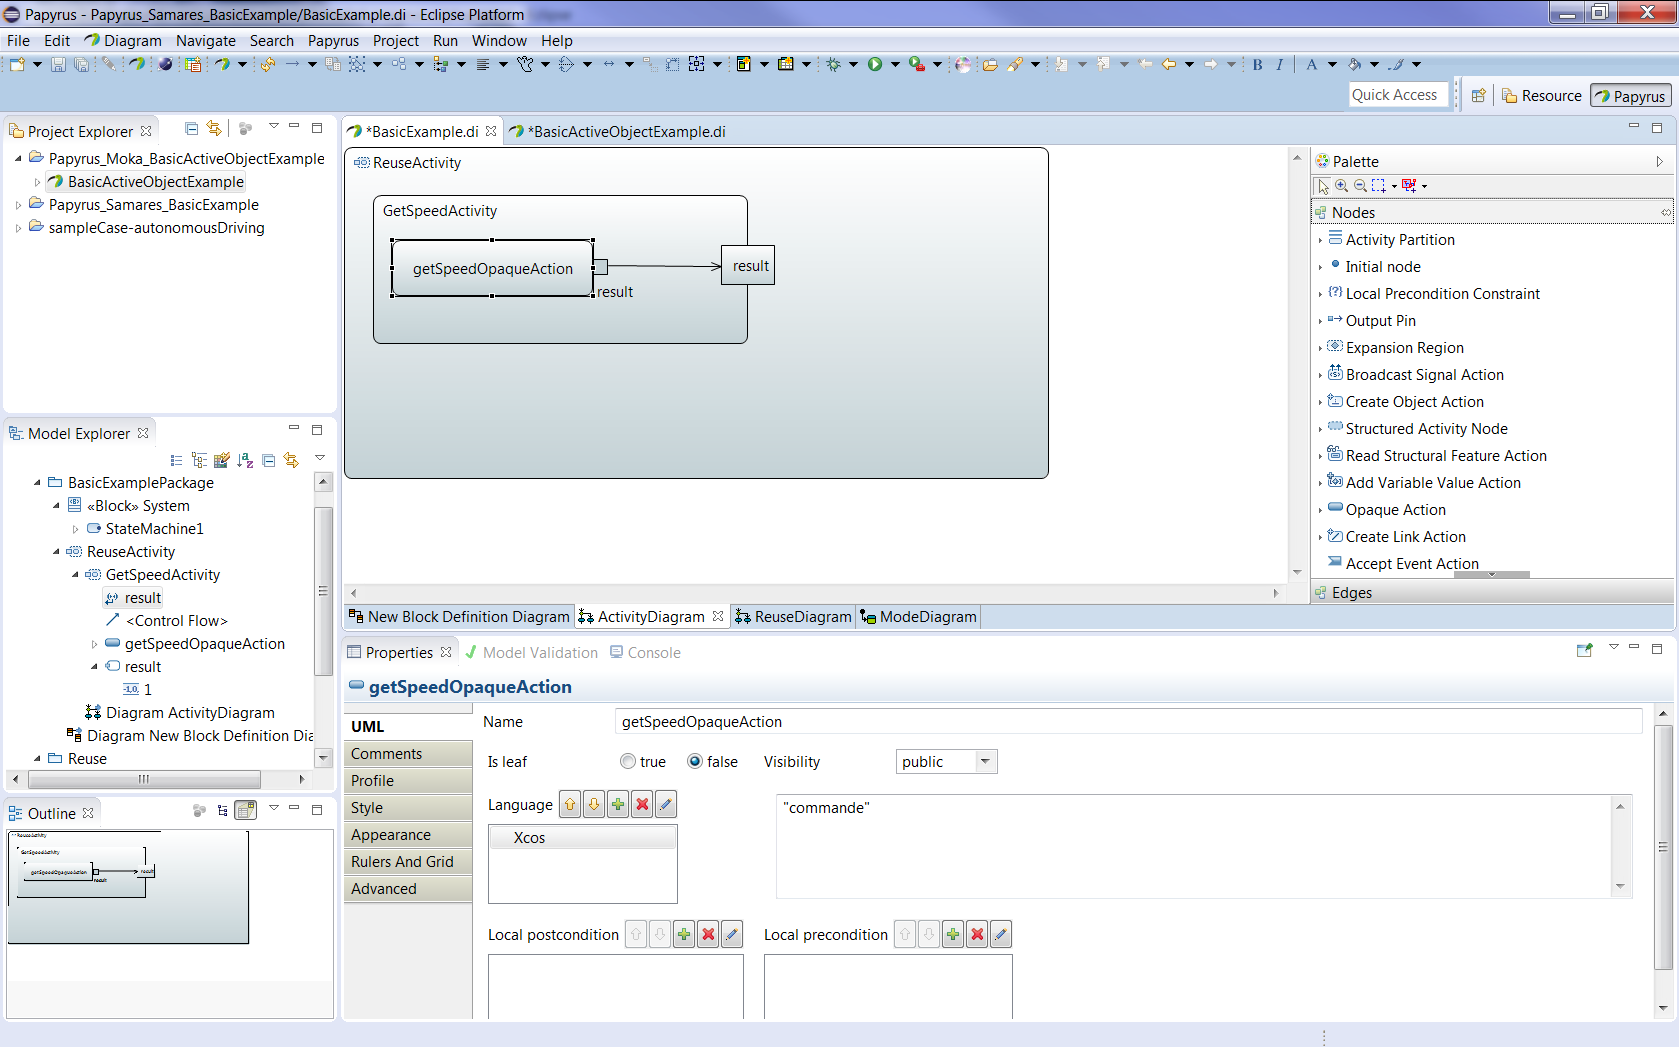 Papyrus - Papyrus_Samares_BasicExample/BasicExample.di - Eclipse Platform
File Edit Diagram Navigate Search Papyrus Project Run Window Help
Quick Access Resource Papyrus
Project Explorer
Papyrus_Moka_BasicActiveObjectExample
BasicActiveObjectExample
Papyrus_Samares_BasicExample
sampleCase-autonomousDriving
Model Explorer
BasicExamplePackage
«Block» System
StateMachine1
ReuseActivity
GetSpeedActivity
result
<Control Flow>
getSpeedOpaqueAction
result
1
Diagram ActivityDiagram
Diagram New Block Definition Dia
Reuse
Outline
ReuseActivity
GetSpeedActivity
getSpeedOpaqueAction
result
result
*BasicExample.di *BasicActiveObjectExample.di
ReuseActivity
GetSpeedActivity
getSpeedOpaqueAction
result
result
New Block Definition Diagram ActivityDiagram ReuseDiagram ModeDiagram
Palette
Nodes
Activity Partition
Initial node
Local Precondition Constraint
Output Pin
Expansion Region
Broadcast Signal Action
Create Object Action
Structured Activity Node
Read Structural Feature Action
Add Variable Value Action
Opaque Action
Create Link Action
Accept Event Action
Edges
Properties Model Validation Console
getSpeedOpaqueAction
UML
Comments
Profile
Style
Appearance
Rulers And Grid
Advanced
Name getSpeedOpaqueAction
Is leaf true false Visibility public
Language
Xcos
"commande"
Local postcondition Local precondition